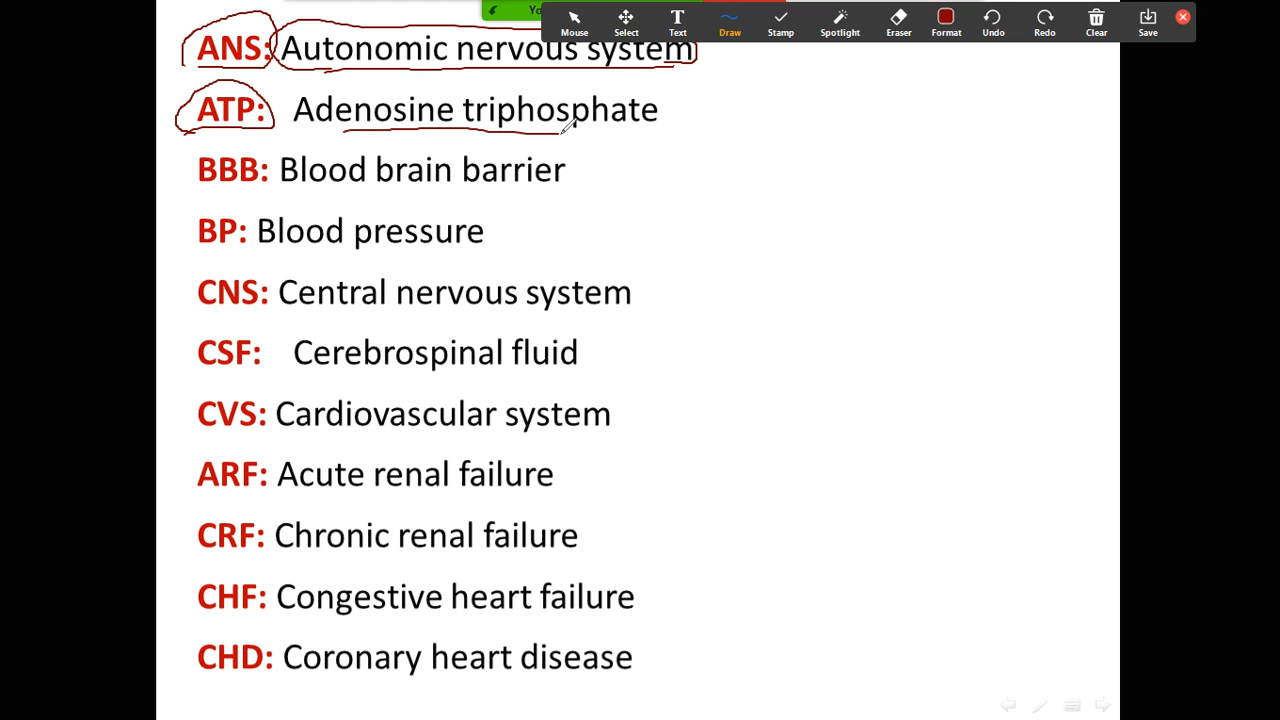 Yo
Mouse Select Text Draw Stamp Spotlight Eraser Format Undo Redo Clear Save
ANS: Autonomic nervous system
ATP: Adenosine triphosphate
BBB: Blood brain barrier
BP: Blood pressure
CNS: Central nervous system
CSF: Cerebrospinal fluid
CVS: Cardiovascular system
ARF: Acute renal failure
CRF: Chronic renal failure
CHF: Congestive heart failure
CHD: Coronary heart disease